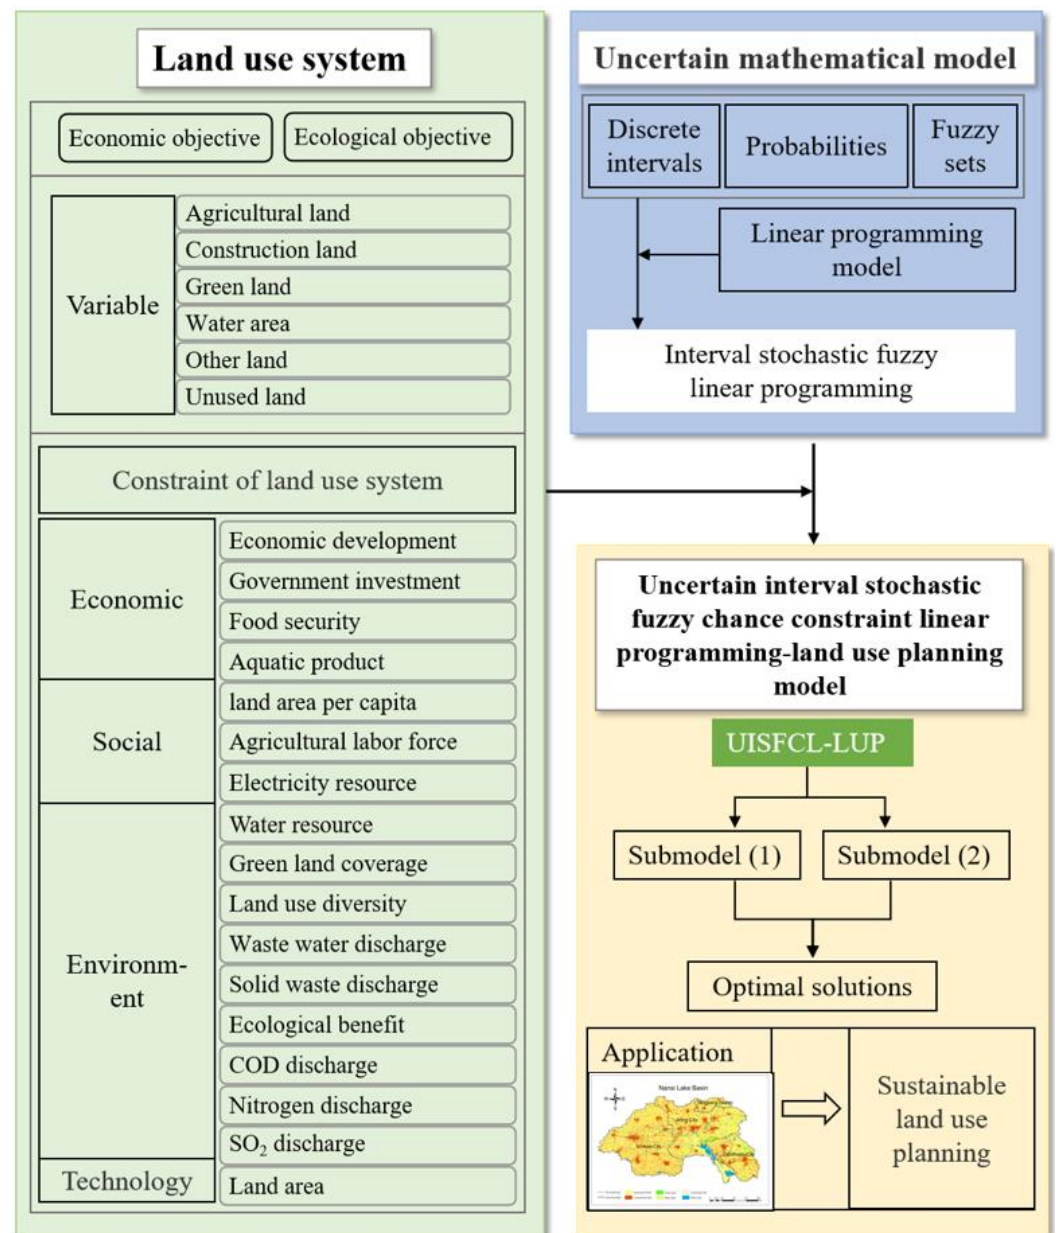 Land use system
Economic objective
Ecological objective
Variable
Agricultural land
Construction land
Green land
Water area
Other land
Unused land
Constraint of land use system
Economic
Economic development
Government investment
Food security
Aquatic product
Social
land area per capita
Agricultural labor force
Electricity resource
Environm-
ent
Water resource
Green land coverage
Land use diversity
Waste water discharge
Solid waste discharge
Ecological benefit
COD discharge
Nitrogen discharge
SO₂ discharge
Technology
Land area
Uncertain mathematical model
Discrete
intervals
Probabilities
Fuzzy
sets
Linear programming
model
Interval stochastic fuzzy
linear programming
Uncertain interval stochastic
fuzzy chance constraint linear
programming-land use planning
model
UISFCL-LUP
Submodel (1)
Submodel (2)
Optimal solutions
Application
Nansi Lake Basin
Sustainable
land use
planning